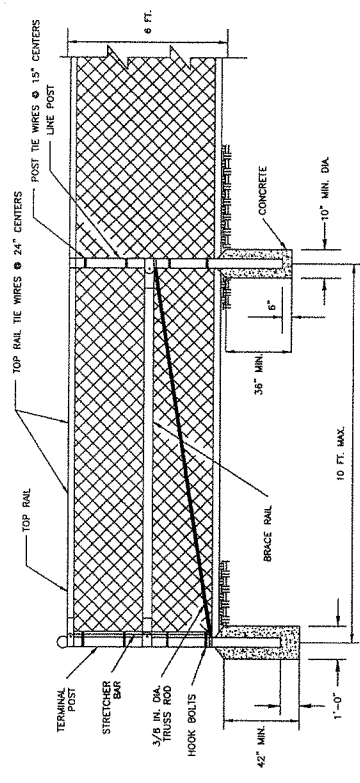 TOP RAIL
TOP RAIL TIE WIRES @ 24" CENTERS
POST TIE WIRES @ 15" CENTERS
LINE POST
6 FT.
TERMINAL
POST
STRETCHER
BAR
3/8 IN. DIA.
TRUSS ROD
HOOK BOLTS
BRACE RAIL
CONCRETE
42" MIN.
1'-0"
10 FT. MAX.
36" MIN.
6"
10" MIN. DIA.